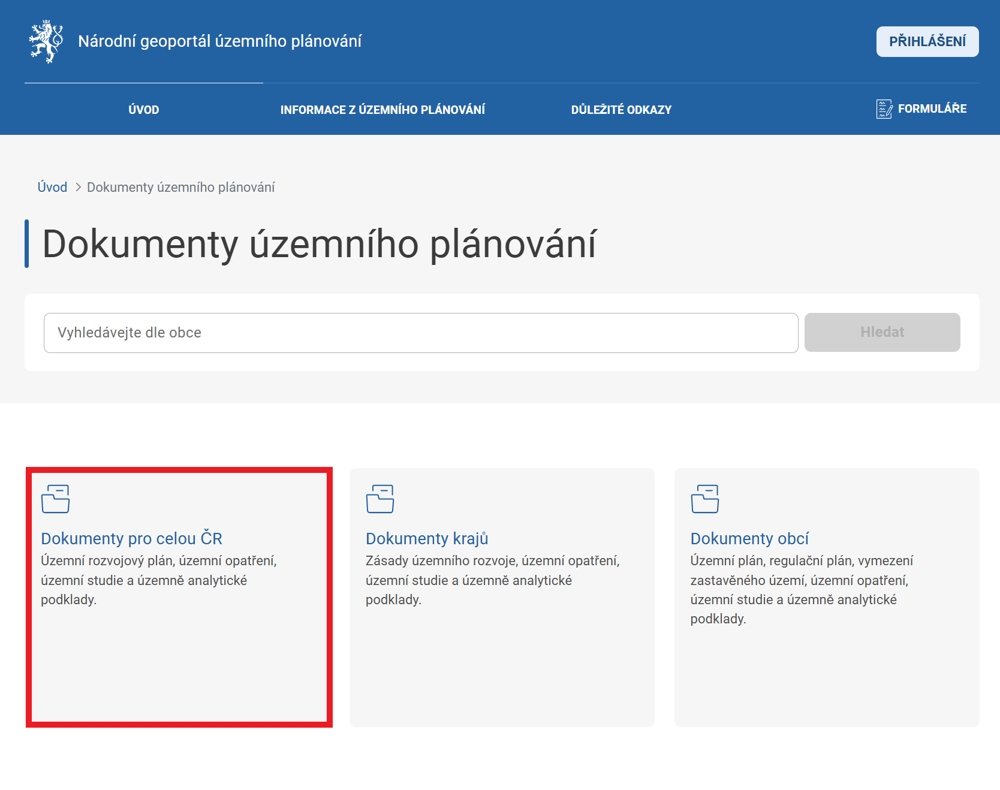 Národní geoportál územního plánování
PŘIHLÁŠENÍ
ÚVOD
INFORMACE Z ÚZEMNÍHO PLÁNOVÁNÍ
DŮLEŽITÉ ODKAZY
FORMULÁŘE
Úvod > Dokumenty územního plánování
Dokumenty územního plánování
Vyhledávejte dle obce
Hledat
Dokumenty pro celou ČR
Územní rozvojový plán, územní opatření,
územní studie a územně analytické
podklady.
Dokumenty krajů
Zásady územního rozvoje, územní opatření,
územní studie a územně analytické
podklady.
Dokumenty obcí
Územní plán, regulační plán, vymezení
zastavěného území, územní opatření,
územní studie a územně analytické
podklady.